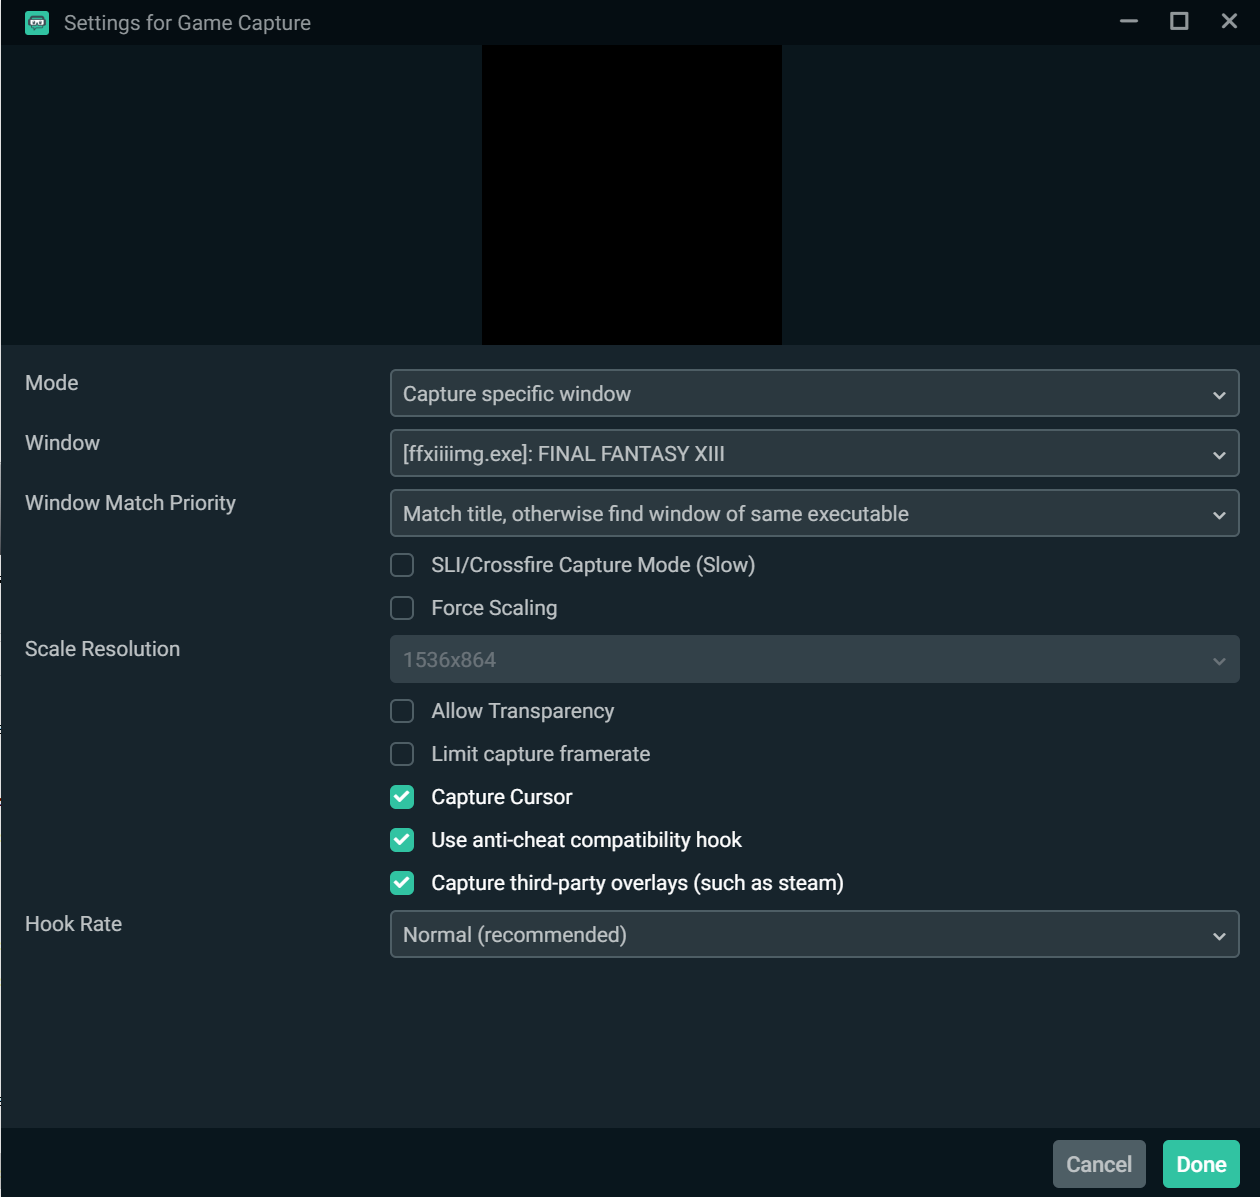 Settings for Game Capture
Mode
Capture specific window
Window
[ffxiiiimg.exe]: FINAL FANTASY XIII
Window Match Priority
Match title, otherwise find window of same executable
SLI/Crossfire Capture Mode (Slow)
Force Scaling
Scale Resolution
1536x864
Allow Transparency
Limit capture framerate
Capture Cursor
Use anti-cheat compatibility hook
Capture third-party overlays (such as steam)
Hook Rate
Normal (recommended)
Cancel
Done